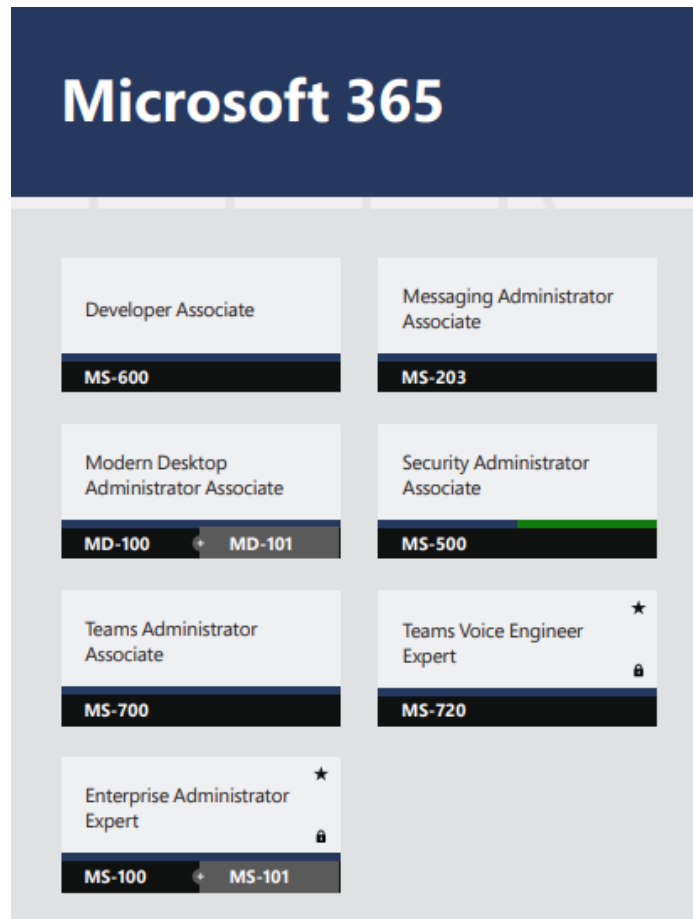 Microsoft 365
Developer Associate
MS-600
Messaging Administrator
Associate
MS-203
Modern Desktop
Administrator Associate
MD-100 + MD-101
Security Administrator
Associate
MS-500
Teams Administrator
Associate
MS-700
Teams Voice Engineer
Expert
MS-720
Enterprise Administrator
Expert
MS-100 + MS-101